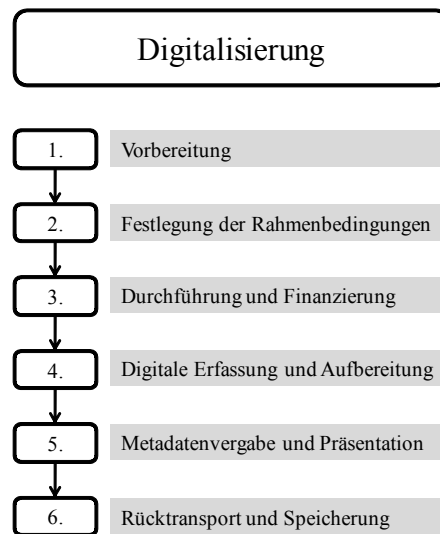 Digitalisierung
1. Vorbereitung
2. Festlegung der Rahmenbedingungen
3. Durchführung und Finanzierung
4. Digitale Erfassung und Aufbereitung
5. Metadatenvergabe und Präsentation
6. Rücktransport und Speicherung